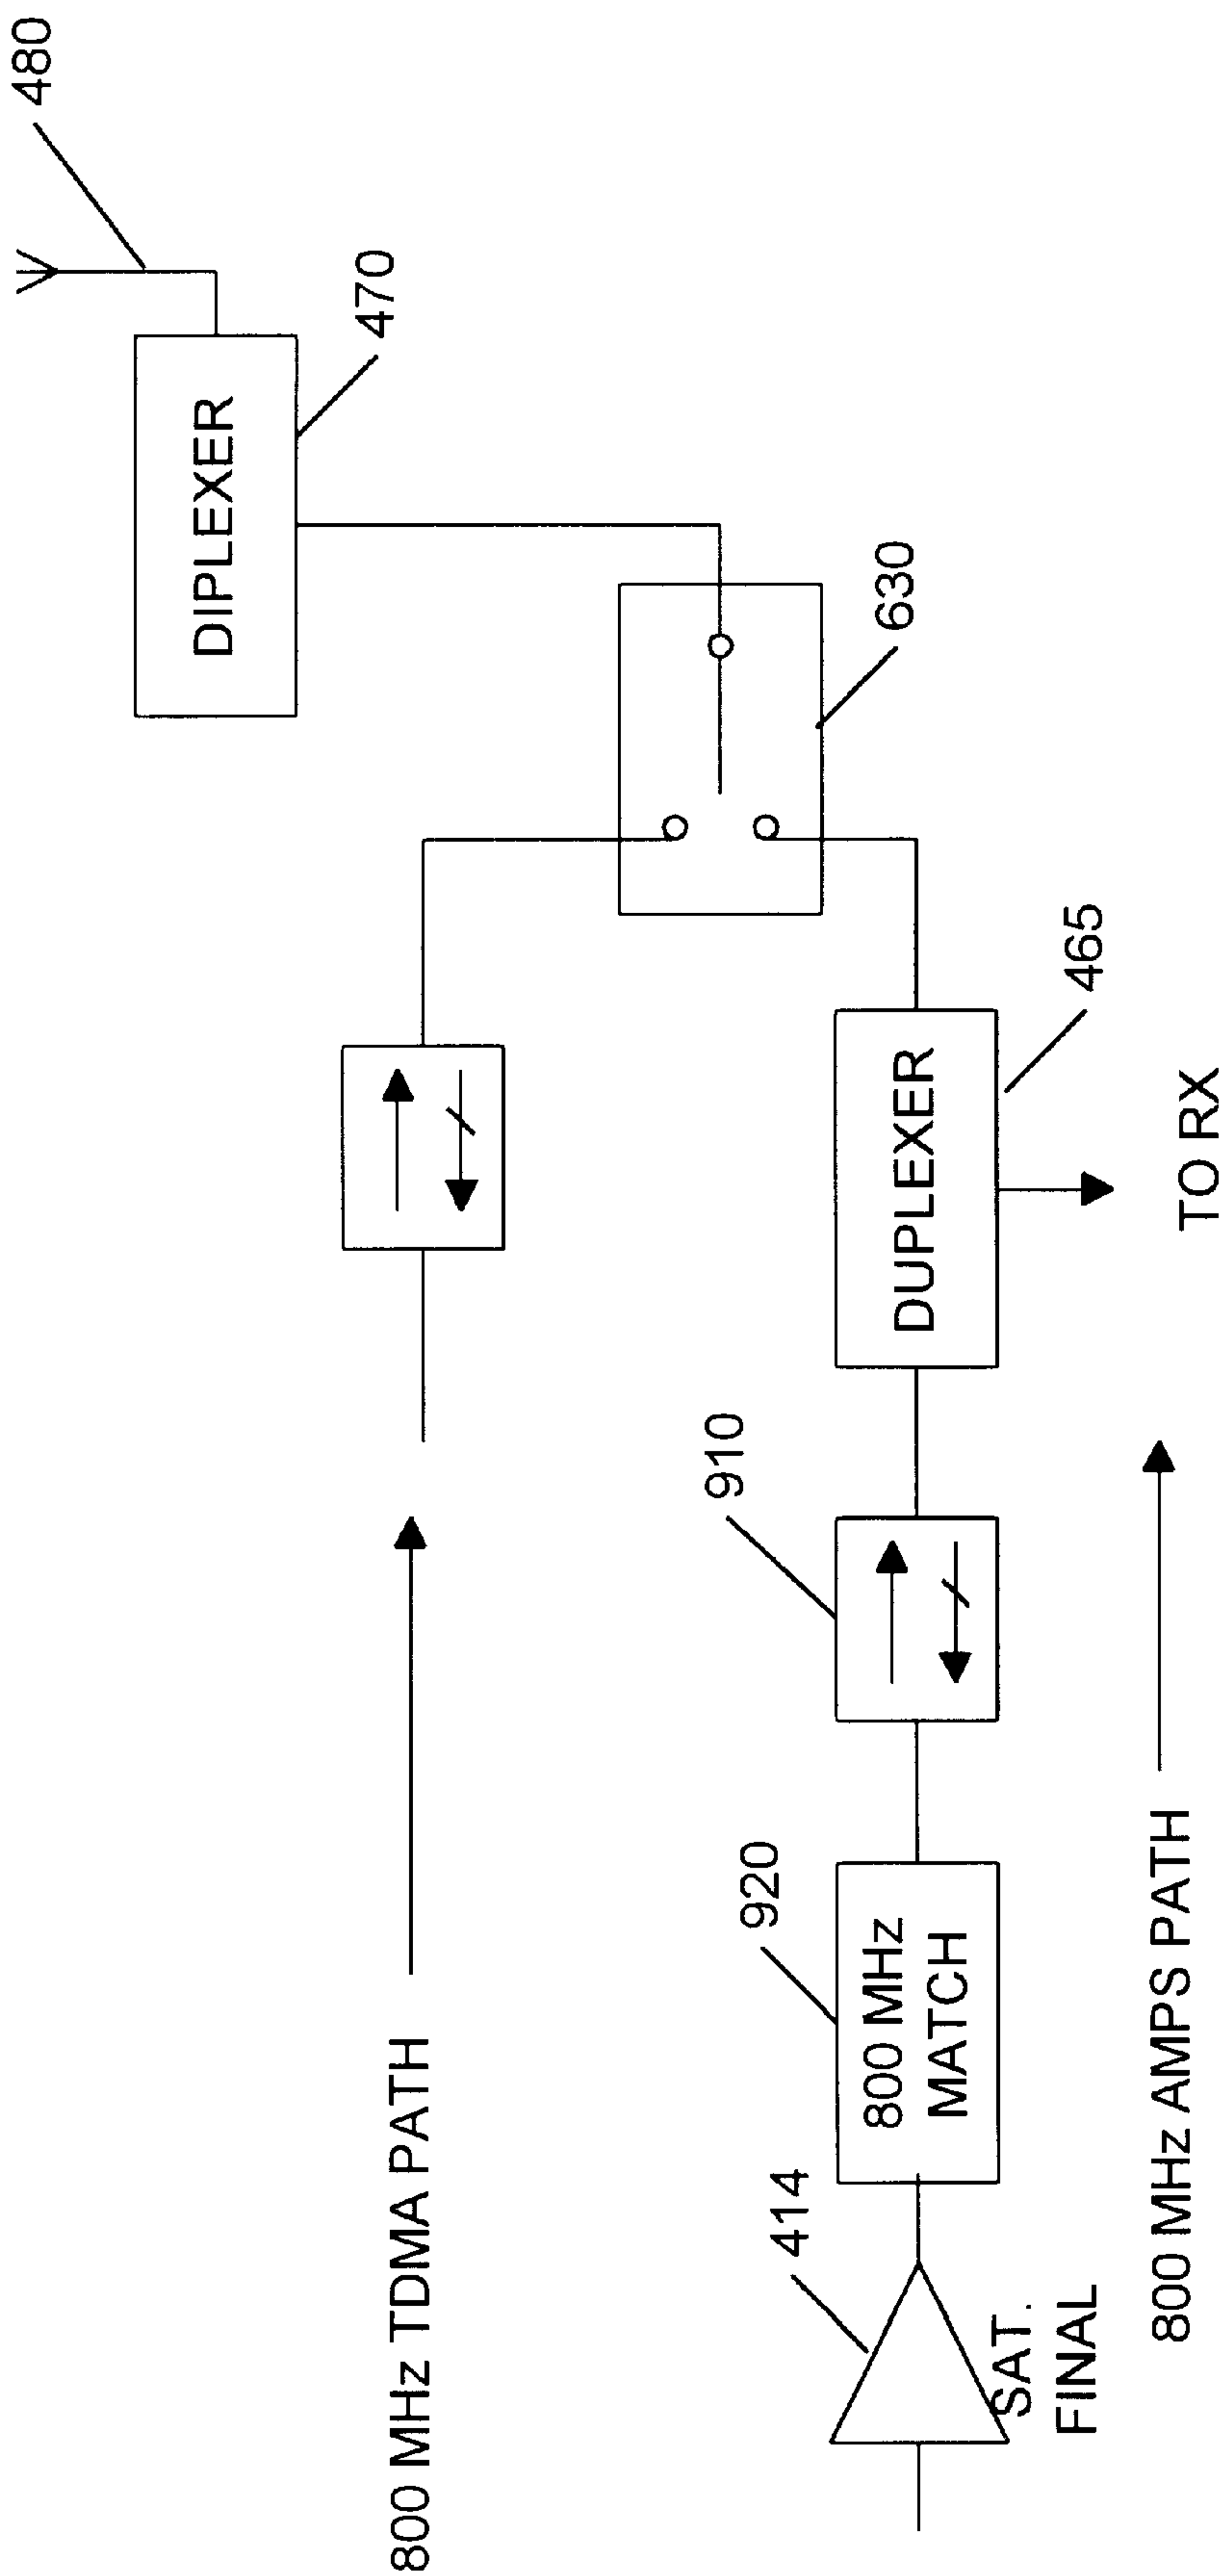 480
DIPLEXER
470
630
800 MHz TDMA PATH
DUPLEXER
465
TO RX
910
920
800 MHz
MATCH
414
SAT.
FINAL
800 MHz AMPS PATH